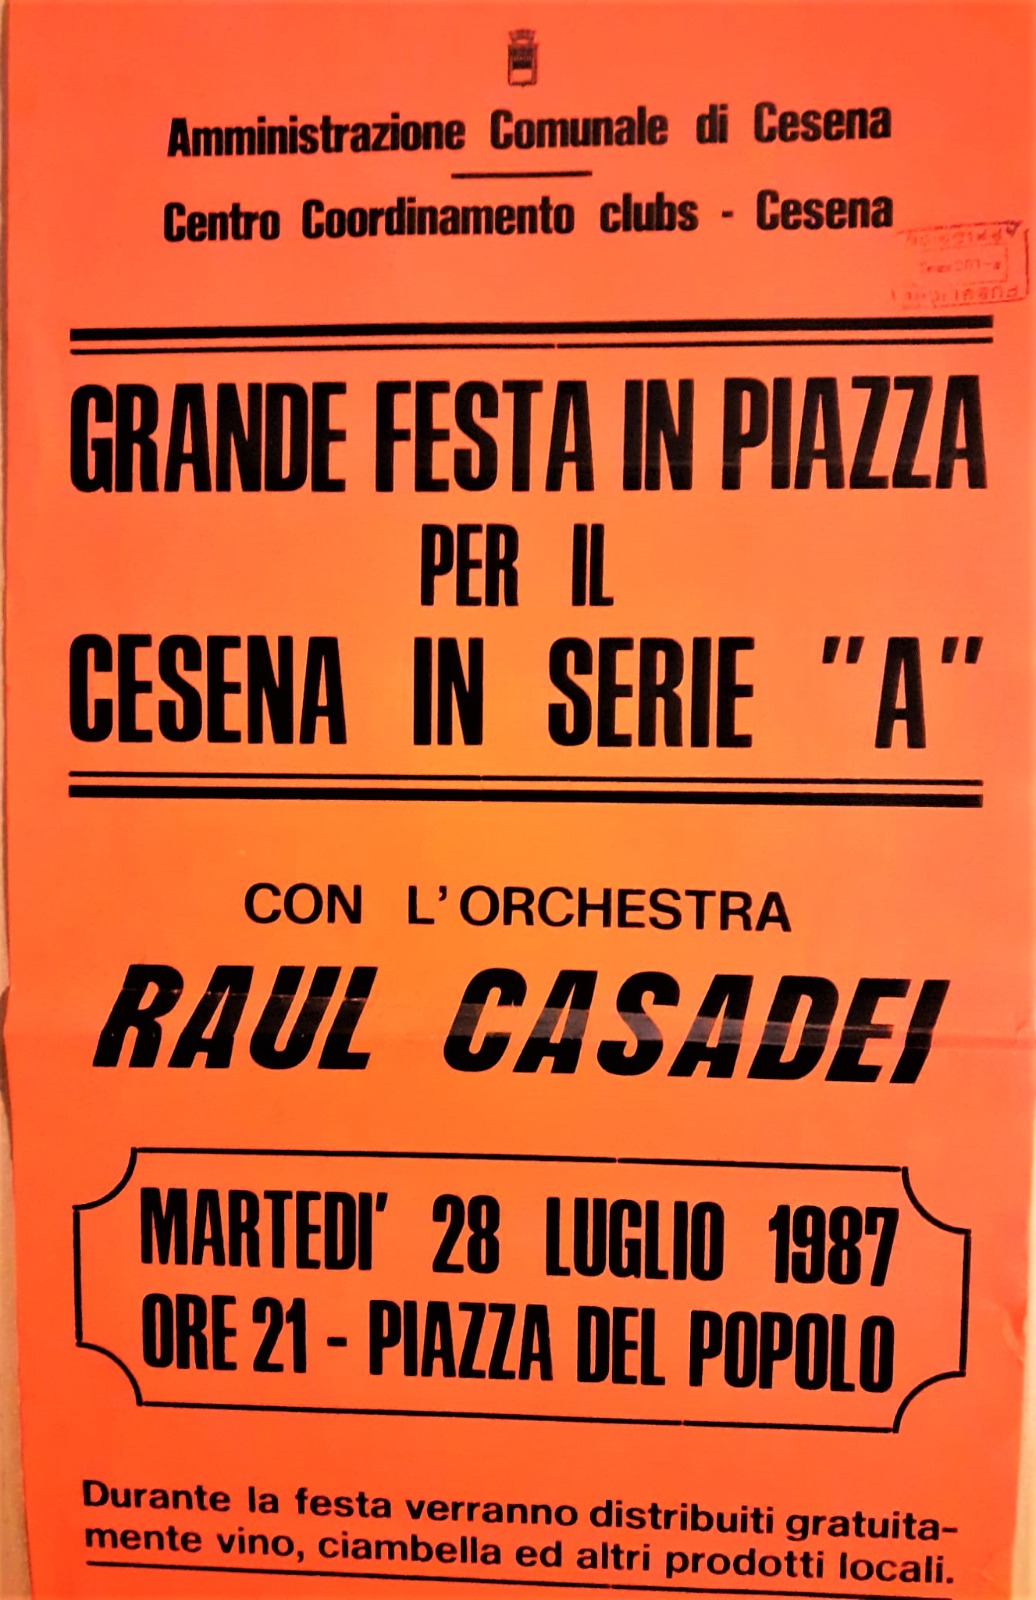 Amministrazione Comunale di Cesena
Centro Coordinamento clubs - Cesena
GRANDE FESTA IN PIAZZA
PER IL
CESENA IN SERIE "A"
CON L'ORCHESTRA
RAUL CASADEI
MARTEDI' 28 LUGLIO 1987
ORE 21 - PIAZZA DEL POPOLO
Durante la festa verranno distribuiti gratuita-
mente vino, ciambella ed altri prodotti locali.